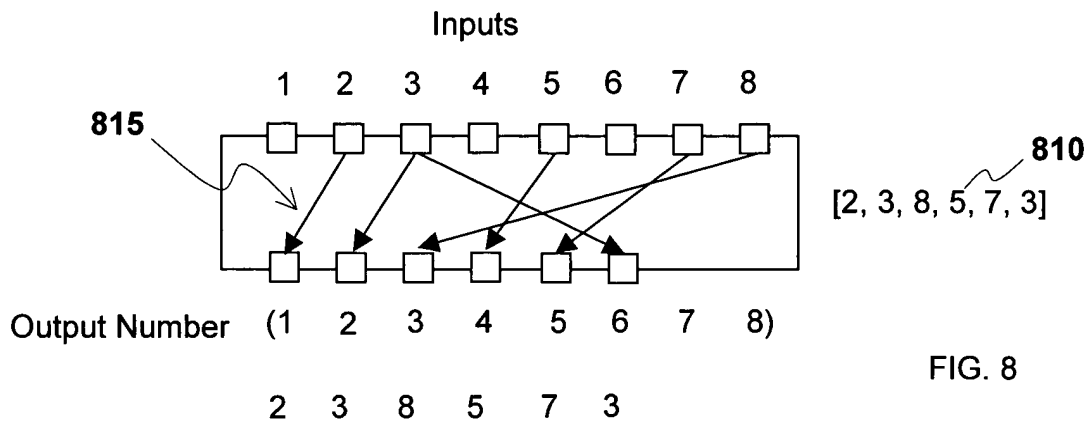 Inputs
1 2 3 4 5 6 7 8
815
810
[2, 3, 8, 5, 7, 3]
Output Number (1 2 3 4 5 6 7 8)
FIG. 8
2 3 8 5 7 3